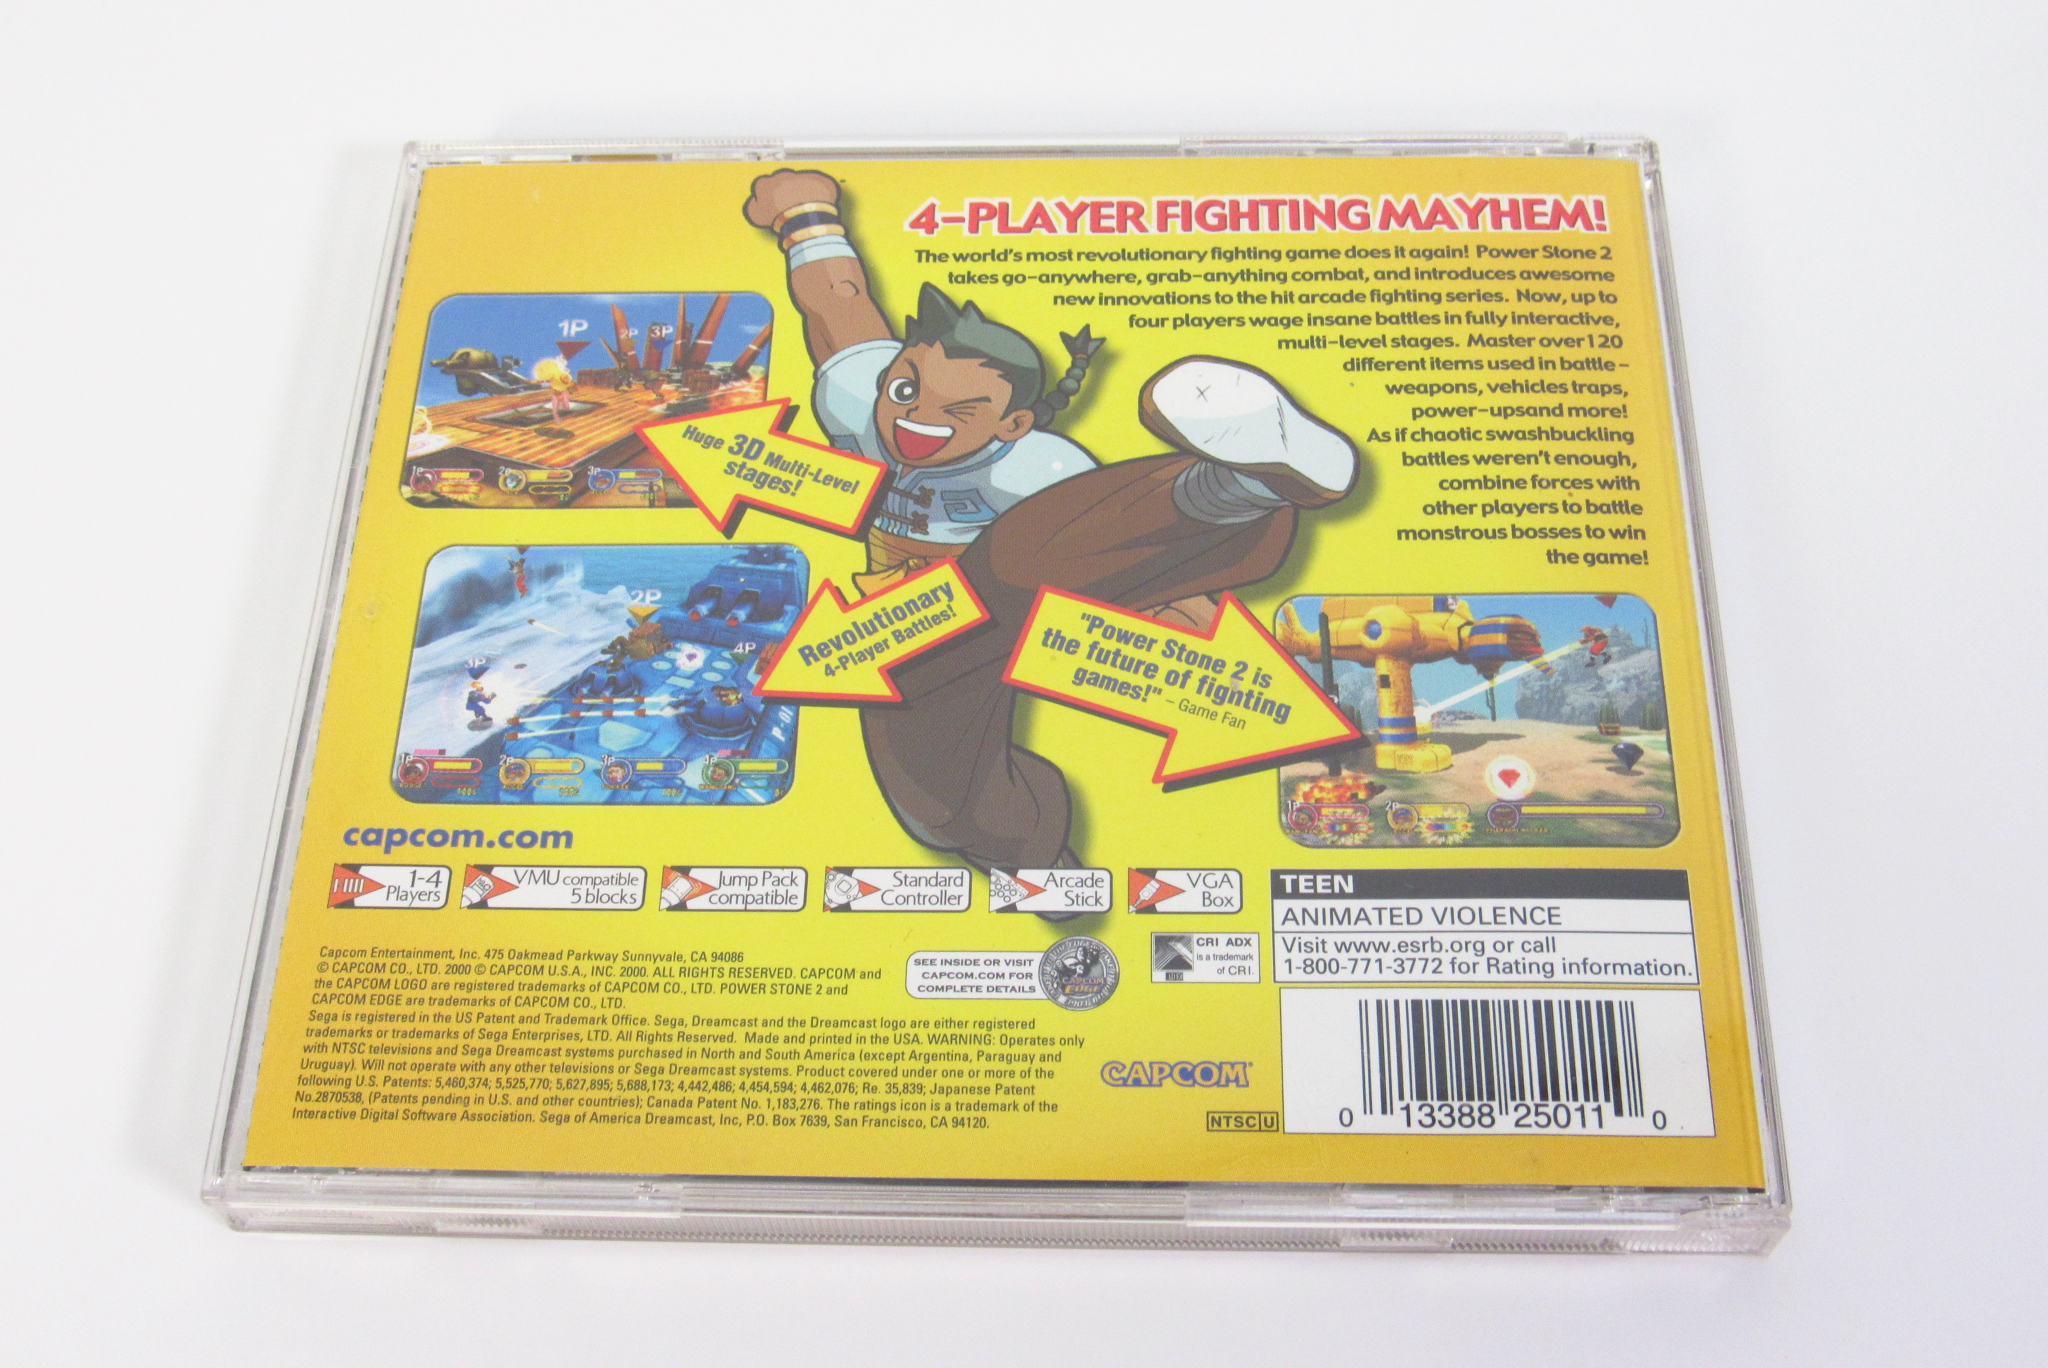 4-PLAYER FIGHTING MAYHEM!
The world's most revolutionary fighting game does it again! Power Stone 2
takes go-anywhere, grab-anything combat, and introduces awesome
new innovations to the hit arcade fighting series. Now, up to
four players wage insane battles in fully interactive,
multi-level stages. Master over 120
different items used in battle -
weapons, vehicles traps,
power-upsand more!
As if chaotic swashbuckling
battles weren't enough,
combine forces with
other players to battle
monstrous bosses to win
the game!
1P
2P
3P
1P
2P
3P
Huge 3D Multi-Level
stages!
2P
3P
4P
P-01
1P
2P
3P
4P
Revolutionary
4-Player Battles!
"Power Stone 2 is
the future of fighting
games!" - Game Fan
1P
2P
capcom.com
1-4
Players
VMU compatible
5 blocks
Jump Pack
compatible
Standard
Controller
Arcade
Stick
VGA
Box
TEEN
ANIMATED VIOLENCE
Visit www.esrb.org or call
1-800-771-3772 for Rating information.
Capcom Entertainment, Inc. 475 Oakmead Parkway Sunnyvale, CA 94086
© CAPCOM CO., LTD. 2000 © CAPCOM U.S.A., INC. 2000. ALL RIGHTS RESERVED. CAPCOM and
the CAPCOM LOGO are registered trademarks of CAPCOM CO., LTD. POWER STONE 2 and
CAPCOM EDGE are trademarks of CAPCOM CO., LTD.
Sega is registered in the US Patent and Trademark Office. Sega, Dreamcast and the Dreamcast logo are either registered
trademarks or trademarks of Sega Enterprises, LTD. All Rights Reserved. Made and printed in the USA. WARNING: Operates only
with NTSC televisions and Sega Dreamcast systems purchased in North and South America (except Argentina, Paraguay and
Uruguay). Will not operate with any other televisions or Sega Dreamcast systems. Product covered under one or more of the
following U.S. Patents: 5,460,374; 5,525,770; 5,627,895; 5,688,173; 4,442,486; 4,454,594; 4,462,076; Re. 35,839; Japanese Patent
No.2870538, (Patents pending in U.S. and other countries); Canada Patent No. 1,183,276. The ratings icon is a trademark of the
Interactive Digital Software Association. Sega of America Dreamcast, Inc, P.O. Box 7639, San Francisco, CA 94120.
SEE INSIDE OR VISIT
CAPCOM.COM FOR
COMPLETE DETAILS
CAPCOM
EDGE
CRI ADX
is a trademark
of CRI.
CAPCOM
NTSC U
0 13388 25011 0